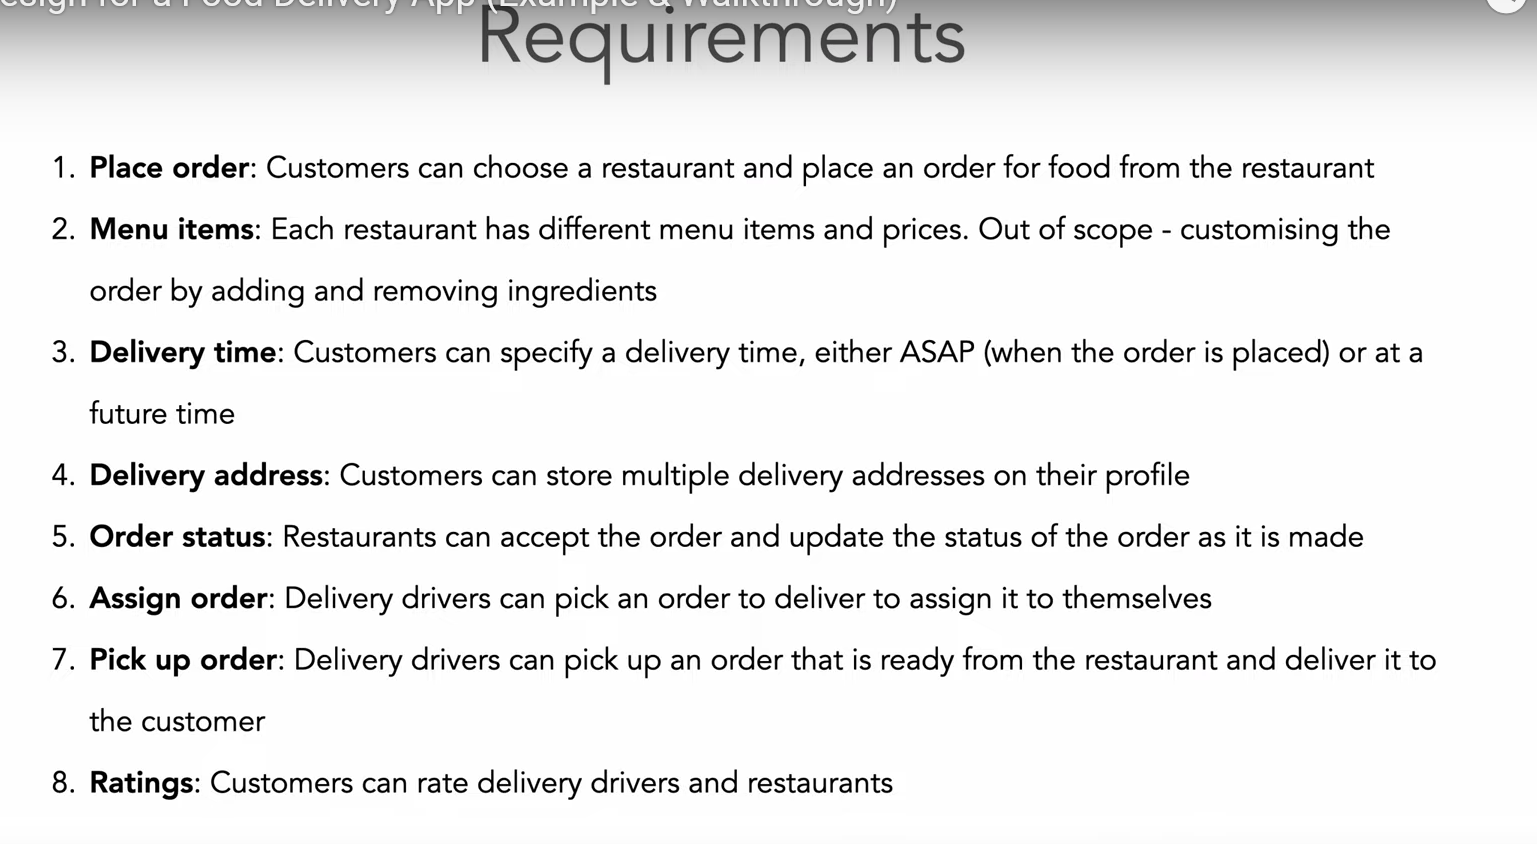 esign for a Food Delivery App (Example & Walkthrough)
Requirements
1. Place order: Customers can choose a restaurant and place an order for food from the restaurant
2. Menu items: Each restaurant has different menu items and prices. Out of scope - customising the
order by adding and removing ingredients
3. Delivery time: Customers can specify a delivery time, either ASAP (when the order is placed) or at a
future time
4. Delivery address: Customers can store multiple delivery addresses on their profile
5. Order status: Restaurants can accept the order and update the status of the order as it is made
6. Assign order: Delivery drivers can pick an order to deliver to assign it to themselves
7. Pick up order: Delivery drivers can pick up an order that is ready from the restaurant and deliver it to
the customer
8. Ratings: Customers can rate delivery drivers and restaurants